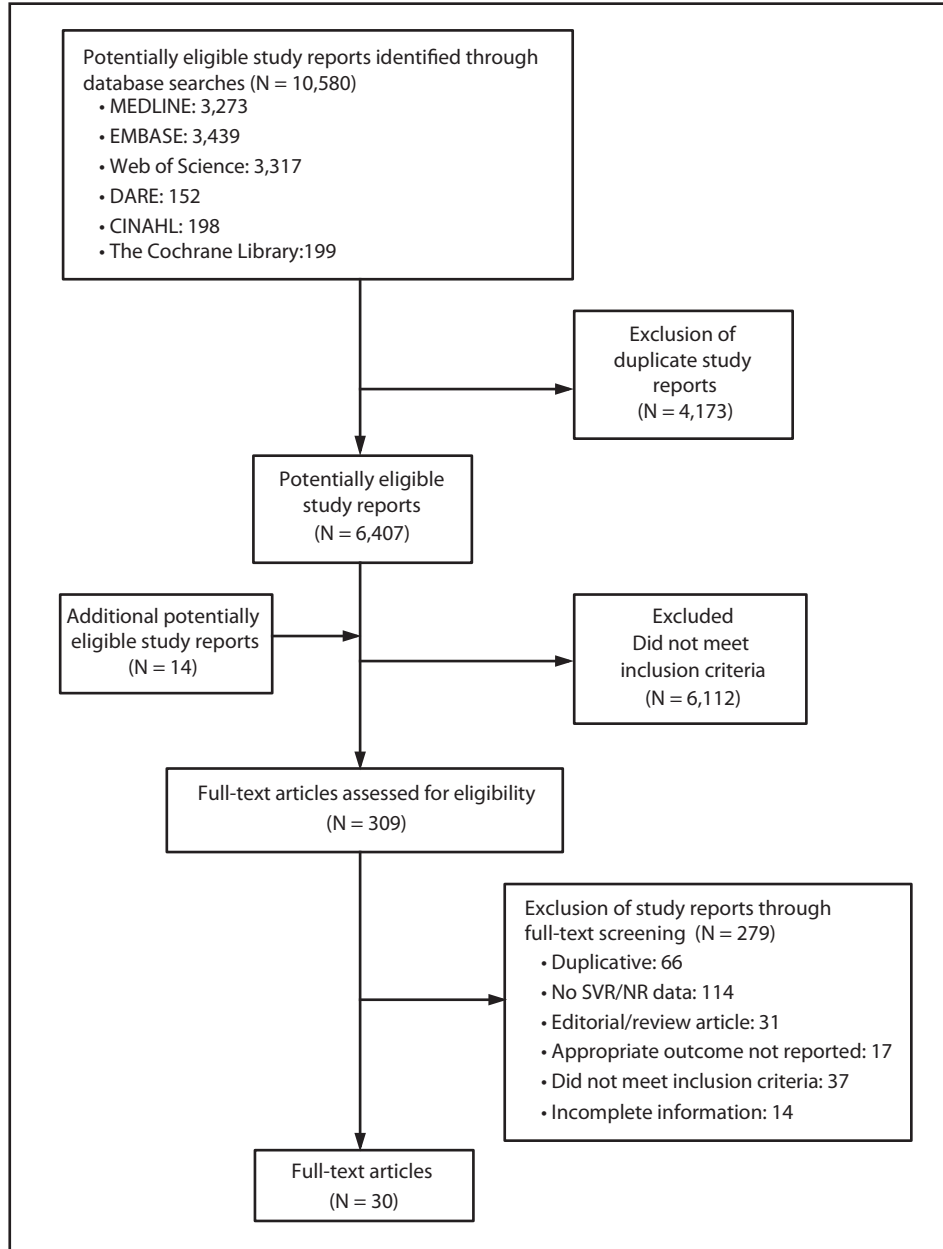 Potentially eligible study reports identified through
database searches (N = 10,580)
• MEDLINE: 3,273
• EMBASE: 3,439
• Web of Science: 3,317
• DARE: 152
• CINAHL: 198
• The Cochrane Library:199
Exclusion of
duplicate study
reports
(N = 4,173)
Potentially eligible
study reports
(N = 6,407)
Additional potentially
eligible study reports
(N = 14)
Excluded
Did not meet
inclusion criteria
(N = 6,112)
Full-text articles assessed for eligibility
(N = 309)
Exclusion of study reports through
full-text screening (N = 279)
• Duplicative: 66
• No SVR/NR data: 114
• Editorial/review article: 31
• Appropriate outcome not reported: 17
• Did not meet inclusion criteria: 37
• Incomplete information: 14
Full-text articles
(N = 30)